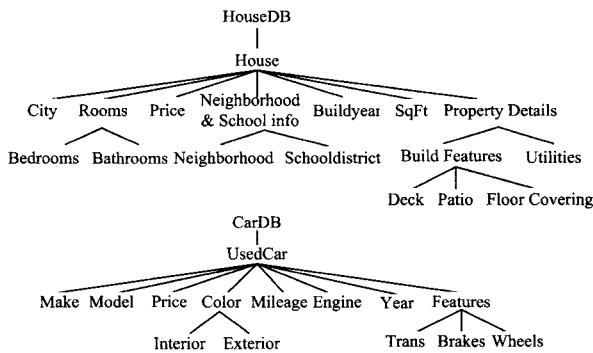 HouseDB
House
City Rooms Price Neighborhood & School info Buildyear SqFt Property Details
Bedrooms Bathrooms Neighborhood Schooldistrict Build Features Utilities
Deck Patio Floor Covering
CarDB
UsedCar
Make Model Price Color Mileage Engine Year Features
Interior Exterior Trans Brakes Wheels